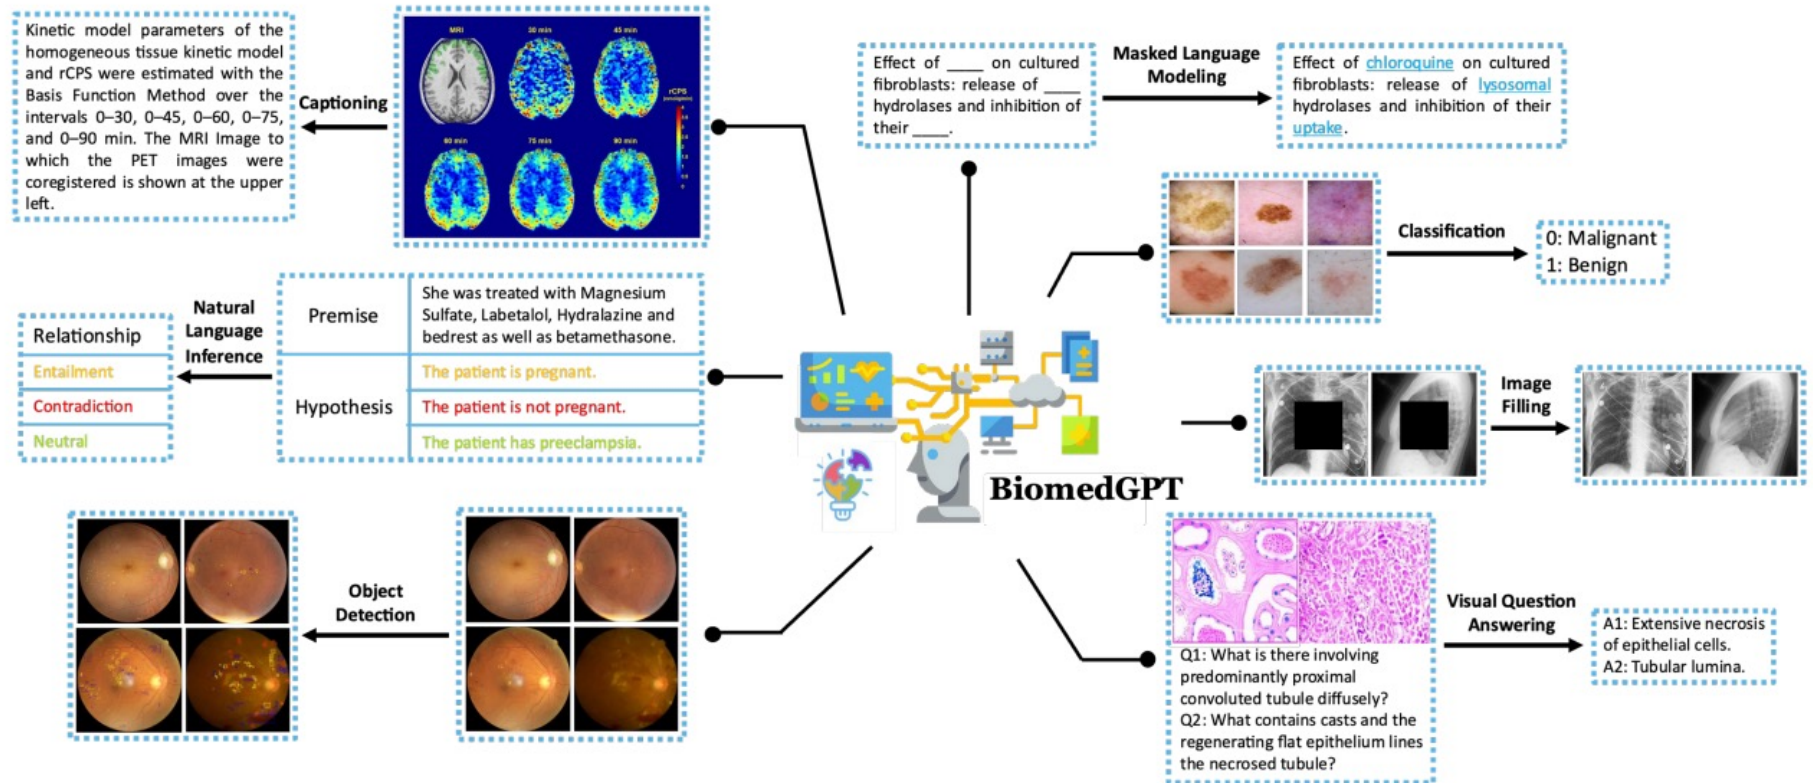 Kinetic model parameters of the
homogeneous tissue kinetic model
and rCPS were estimated with the
Basis Function Method over the
intervals 0–30, 0–45, 0–60, 0–75,
and 0–90 min. The MRI Image to
which the PET images were
coregistered is shown at the upper
left.
Captioning
MRI
30 min
45 min
rCPS
60 min
75 min
90 min
Effect of ____ on cultured
fibroblasts: release of ____
hydrolases and inhibition of
their ____.
Masked Language
Modeling
Effect of chloroquine on cultured
fibroblasts: release of lysosomal
hydrolases and inhibition of their
uptake.
Classification
0: Malignant
1: Benign
Relationship
Entailment
Contradiction
Neutral
Natural
Language
Inference
Premise
She was treated with Magnesium
Sulfate, Labetalol, Hydralazine and
bedrest as well as betamethasone.
Hypothesis
The patient is pregnant.
The patient is not pregnant.
The patient has preeclampsia.
Image
Filling
BiomedGPT
Object
Detection
Q1: What is there involving
predominantly proximal
convoluted tubule diffusely?
Q2: What contains casts and the
regenerating flat epithelium lines
the necrosed tubule?
Visual Question
Answering
A1: Extensive necrosis
of epithelial cells.
A2: Tubular lumina.